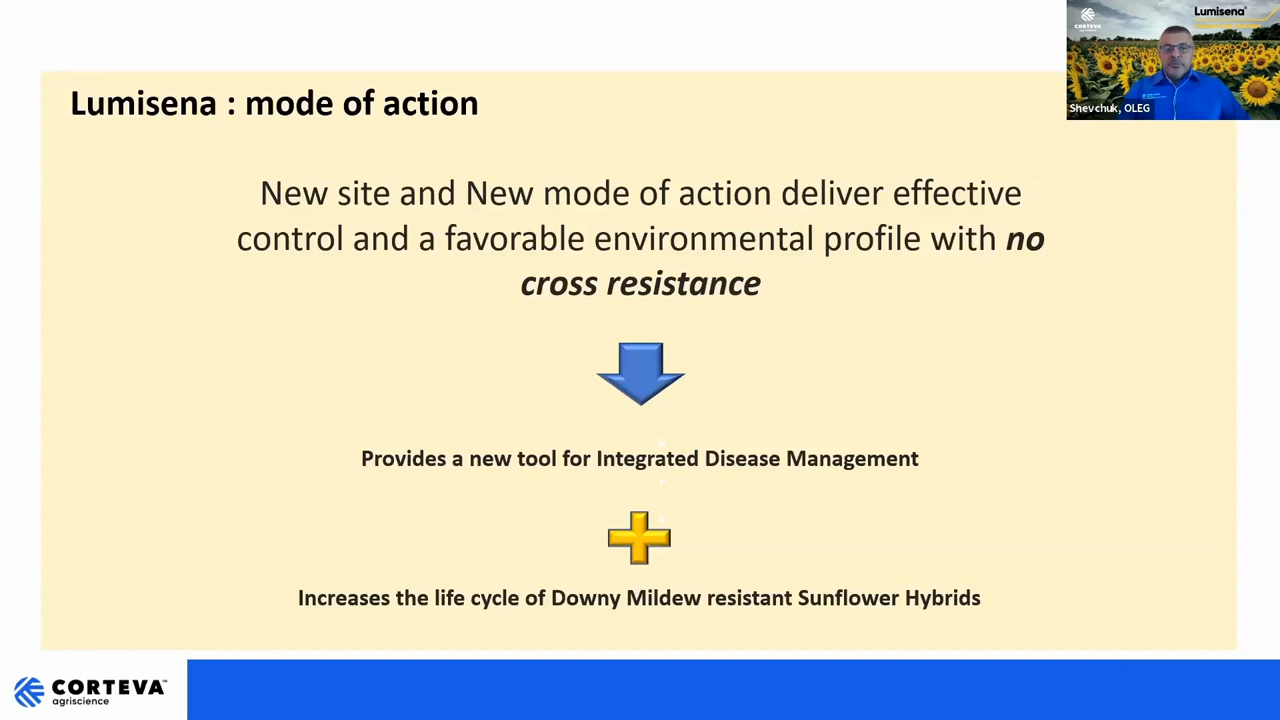 CORTEVA
agriscience
Lumisena
Shevchuk, OLEG
Lumisena : mode of action
New site and New mode of action deliver effective
control and a favorable environmental profile with no
cross resistance
Provides a new tool for Integrated Disease Management
Increases the life cycle of Downy Mildew resistant Sunflower Hybrids
CORTEVA™
agriscience